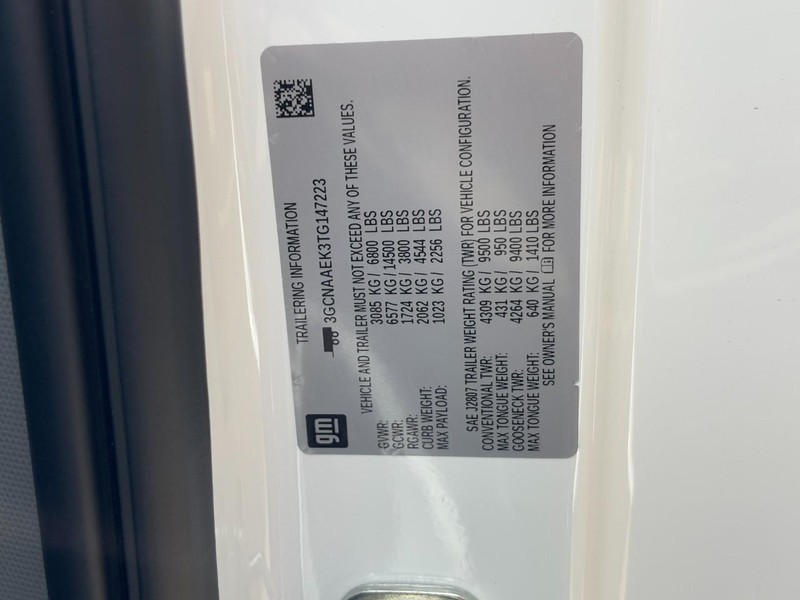 gm
TRAILERING INFORMATION
3GCNAAEK3TG147223
VEHICLE AND TRAILER MUST NOT EXCEED ANY OF THESE VALUES.
GVWR: 3085 KG / 6800 LBS
GCWR: 6577 KG / 14500 LBS
RGAWR: 1724 KG / 3800 LBS
CURB WEIGHT: 2062 KG / 4544 LBS
MAX PAYLOAD: 1023 KG / 2256 LBS
SAE J2807 TRAILER WEIGHT RATING (TWR) FOR VEHICLE CONFIGURATION.
CONVENTIONAL TWR: 4309 KG / 9500 LBS
MAX TONGUE WEIGHT: 431 KG / 950 LBS
GOOSENECK TWR: 4264 KG / 9400 LBS
MAX TONGUE WEIGHT: 640 KG / 1410 LBS
SEE OWNER'S MANUAL FOR MORE INFORMATION